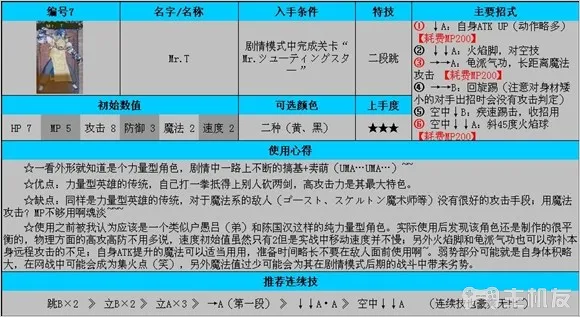 编号7
名字/名称
入手条件
特技
主要招式
Mr.T
剧情模式中完成关卡“
Mr.シューティングスター”
二段跳
① ↓A：自身ATK UP（动作略多）
【耗费MP200】
② ↓↓A：火焰脚，对空技
③ →→A：龟派气功，长距离魔法
攻击 【耗费MP200】
④ →→B：回旋踢（注意对身材矮
小的对手出招时会没有攻击判定）
⑤ 空中↓B：疾速踢击，收招用
⑥ 空中↓↓A：斜45度火焰球
【耗费MP200】
初始数值
可选颜色
上手度
HP 7 MP 5 攻击 8 防御 3 魔法 2 速度 2
二种（黄、黑）
★★★
使用心得
☆一看外形就知道是个力量型角色，剧情中一路上不断的搞基+卖萌（UMA…UMA…）~~
☆优点：力量型英雄的传统，自己打一拳抵得上别人砍两剑，高攻击力是其最大特色。
☆缺点：同样是力量型英雄的传统，对于魔法系的敌人（ゴースト、スケルトン魔术师等）没有很好的攻击手段；用魔法
攻击？MP不够用啊魂淡~~
☆使用之前被我认为应该是一个类似卢愚吕（弟）和陈国汉这样的纯力量型角色。实际使用后发现该角色还是制作的很平
衡的，物理方面的高攻高防不用多说，速度初始值虽然只有2但是实战中移动速度并不慢；另外火焰脚和龟派气功也可以弥补本
身远程攻击的不足；自身ATK提升的魔法可以适当用用，准备时间略长不要在敌人面前使用啊~。弱势部分可能就是自身体积略
大，在网战中可能会成为集火点（笑），另外魔法值过少可能会为其在剧情模式后期的战斗中带来劣势。
推荐连续技
跳B×2 》 立B×2 》 立A×3 》 →A（第一段） 》 ↓↓A・A 》 空中↓↓A （连续技也豪，无压）